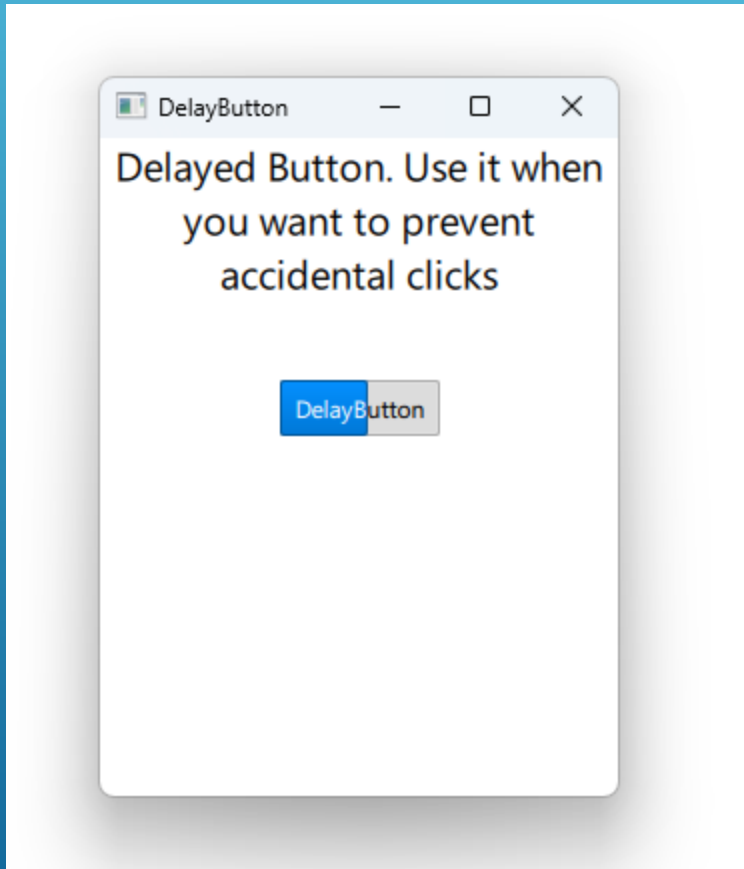 DelayButton
Delayed Button. Use it when
you want to prevent
accidental clicks
DelayButton